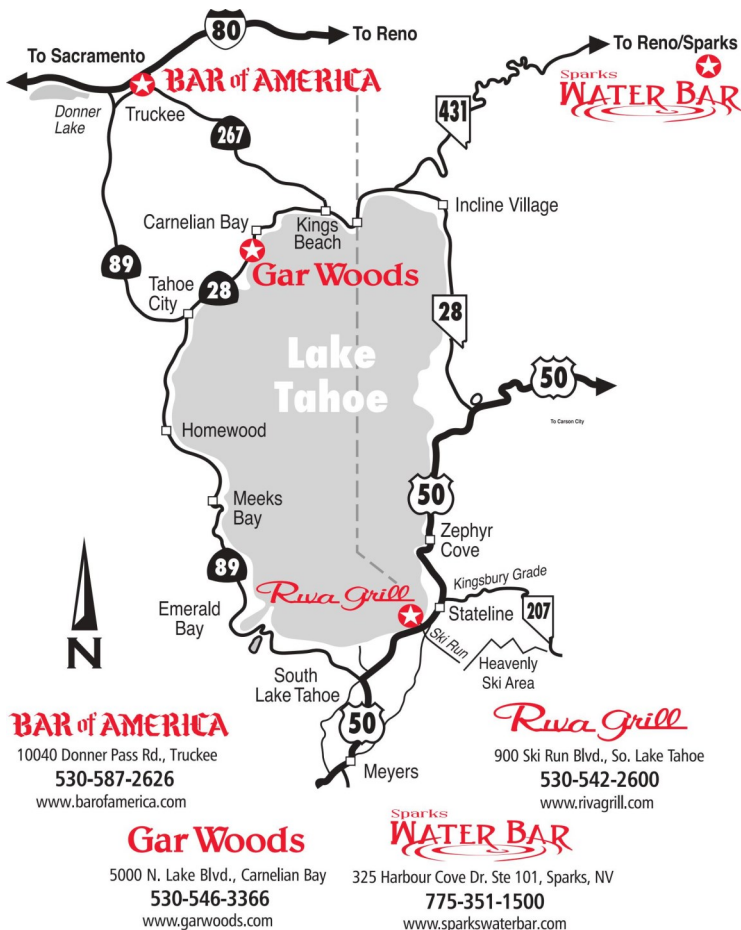 80
To Reno
To Sacramento
BAR of AMERICA
To Reno/Sparks
Sparks
WATER BAR
Donner
Lake
Truckee
267
431
Carnelian Bay
Kings
Beach
Incline Village
Gar Woods
89
Tahoe
City
28
28
Lake
Tahoe
50
To Carson City
Homewood
50
Meeks
Bay
Zephyr
Cove
89
Kingsbury Grade
Riva Grill
Emerald
Bay
Stateline
207
N
Ski Run
Heavenly
Ski Area
South
Lake Tahoe
50
Meyers
BAR of AMERICA
10040 Donner Pass Rd., Truckee
530-587-2626
www.barofamerica.com
Riva Grill
900 Ski Run Blvd., So. Lake Tahoe
530-542-2600
www.rivagrill.com
Gar Woods
5000 N. Lake Blvd., Carnelian Bay
530-546-3366
www.garwoods.com
Sparks
WATER BAR
325 Harbour Cove Dr. Ste 101, Sparks, NV
775-351-1500
www.sparkswaterbar.com